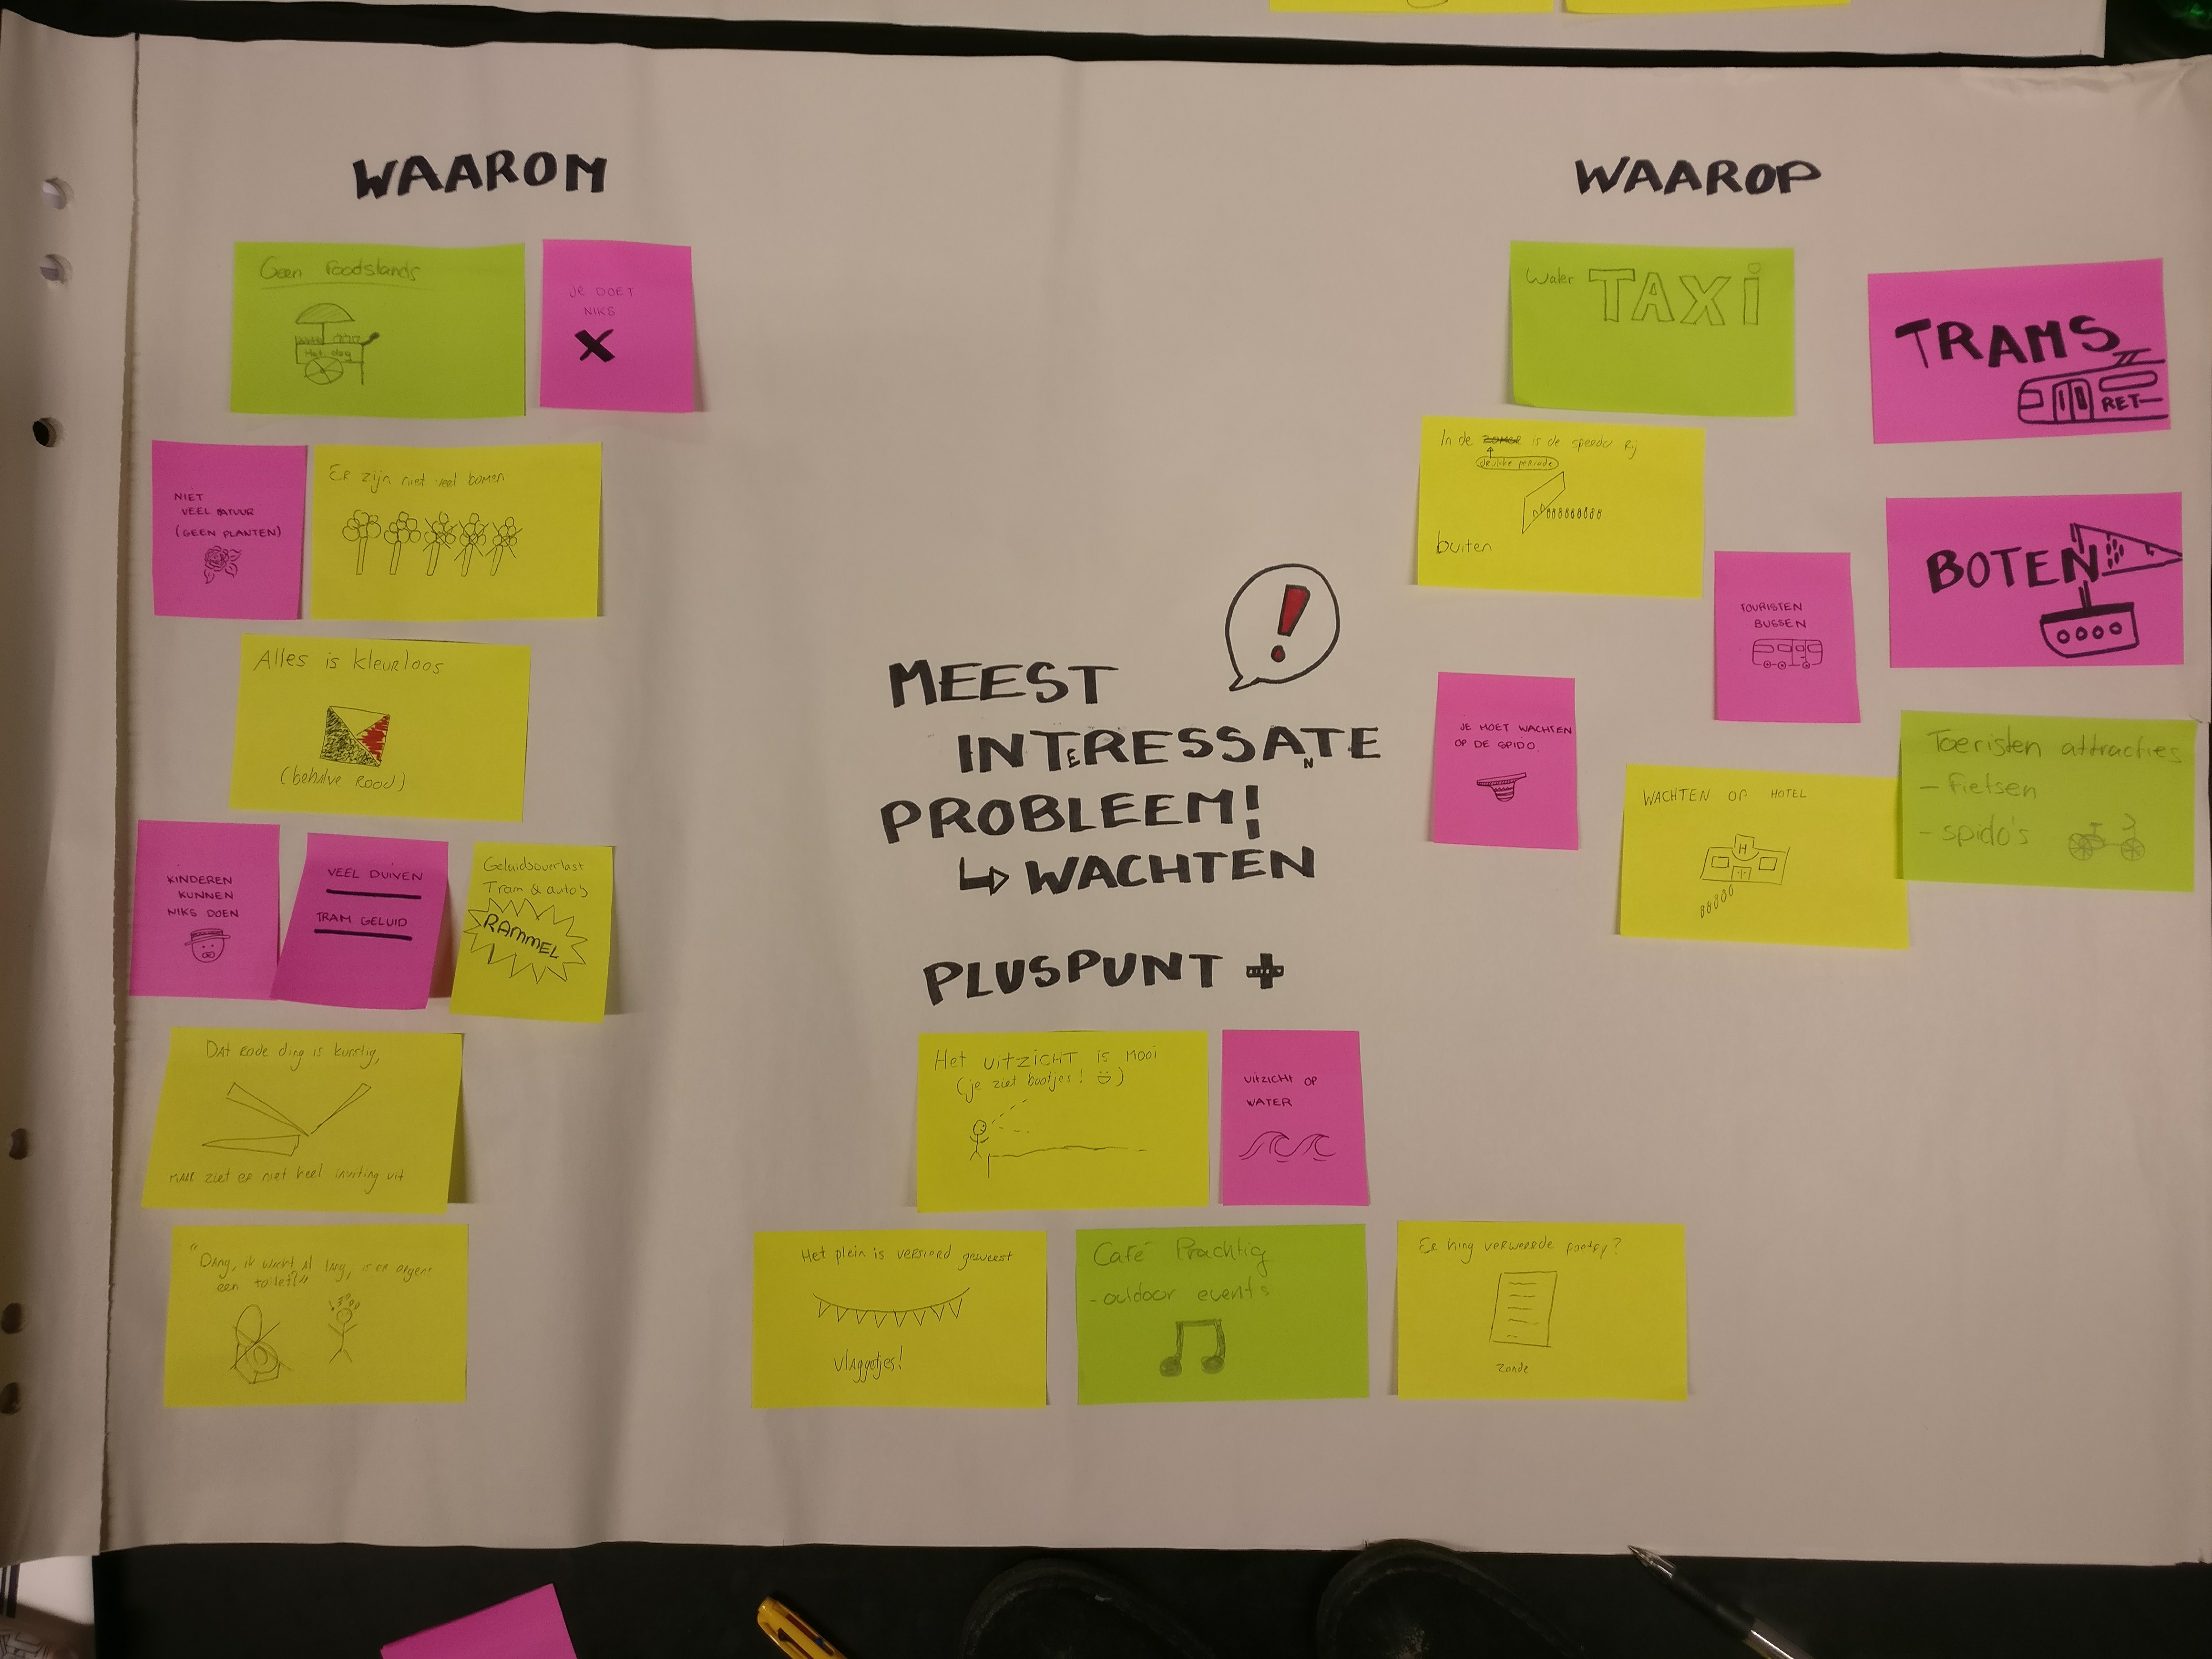 WAAROM
Geen foodstands
Hot dog
JE DOET
NIKS
NIET
VEEL NATUUR
(GEEN PLANTEN)
Er zijn niet veel bomen
Alles is kleurloos
(behalve rood)
KINDEREN
KUNNEN
NIKS DOEN
VEEL DUIVEN
TRAM GELUID
Geluidsoverlast
Tram & auto's
RAMMEL
DAT rode ding is kunstig,
MAAR ziet er niet heel inviting uit
"Dang, ik wacht al lang, is er ergens
een toilet?"
MEEST
INTERESSANTE
PROBLEEM!
↳ WACHTEN
PLUSPUNT +
Het UITZICHT is mooi
(je ziet bootjes! )
UITZICHT OP
WATER
Het plein is versierd geweest
vlaggetjes!
Café Prachtig
- outdoor events
Er hing verweerde poetry?
zonde
WAAROP
Water TAXi
TRAMS
RET
In de zomer is de speedo rij
drukke periode
buiten
BOTEN
TOURISTEN
BUSSEN
JE MOET WACHTEN
OP DE SPIDO.
WACHTEN OP HOTEL
H
Toeristen attracties
- fietsen
- spido's